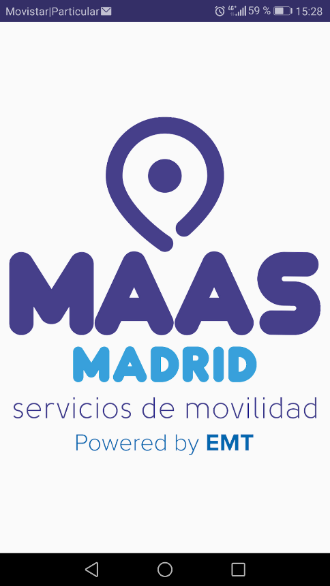 Movistar|Particular 59 % 15:28
MAAS
MADRID
servicios de movilidad
Powered by EMT